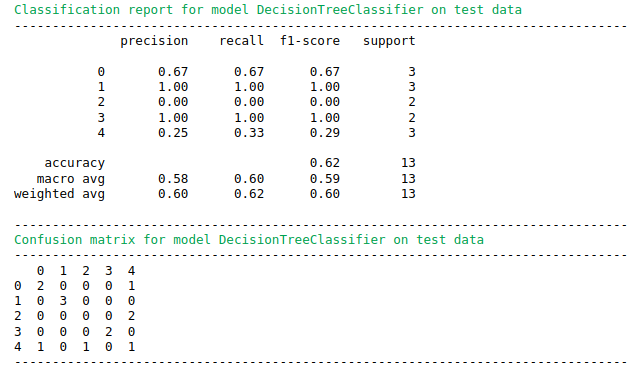 Classification report for model DecisionTreeClassifier on test data
--------------------------------------------------------------------------------
              precision    recall  f1-score   support

           0       0.67      0.67      0.67         3
           1       1.00      1.00      1.00         3
           2       0.00      0.00      0.00         2
           3       1.00      1.00      1.00         2
           4       0.25      0.33      0.29         3

    accuracy                           0.62        13
   macro avg       0.58      0.60      0.59        13
weighted avg       0.60      0.62      0.60        13

--------------------------------------------------------------------------------
Confusion matrix for model DecisionTreeClassifier on test data
--------------------------------------------------------------------------------
   0  1  2  3  4
0  2  0  0  0  1
1  0  3  0  0  0
2  0  0  0  0  2
3  0  0  0  2  0
4  1  0  1  0  1
--------------------------------------------------------------------------------